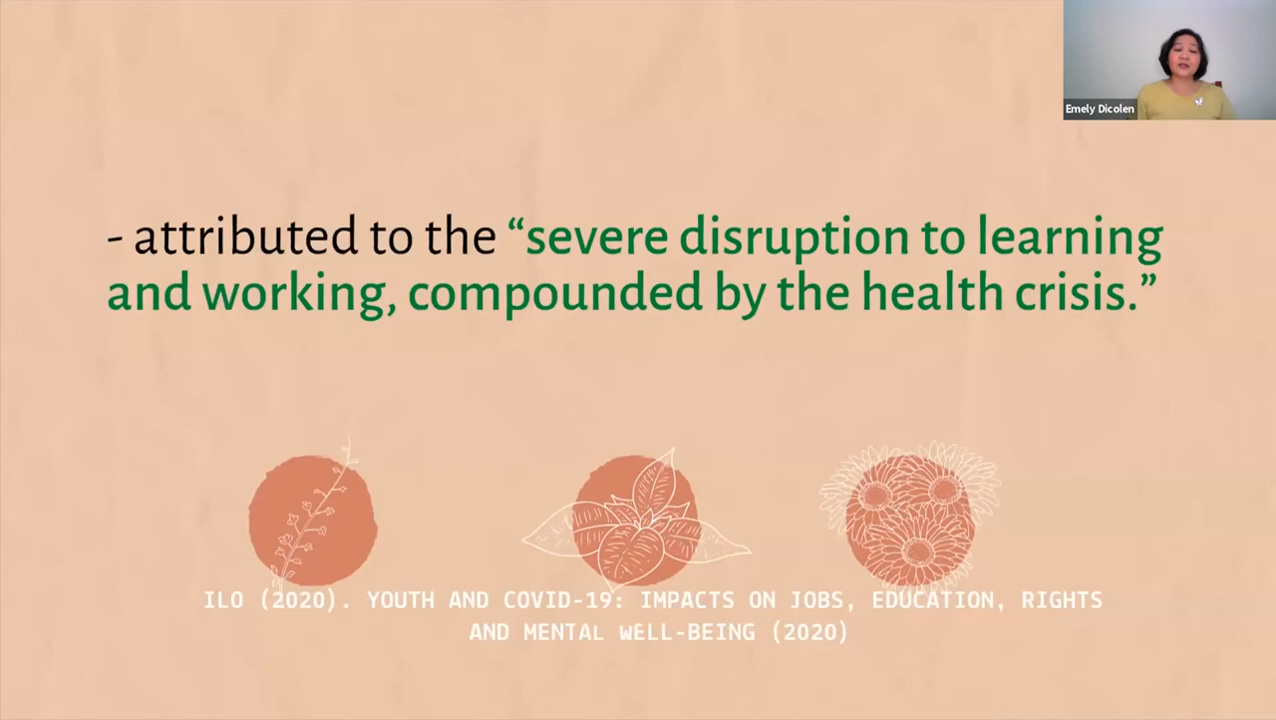 Emely Dicolen
- attributed to the “severe disruption to learning
and working, compounded by the health crisis.”
ILO (2020). YOUTH AND COVID-19: IMPACTS ON JOBS, EDUCATION, RIGHTS
AND MENTAL WELL-BEING (2020)